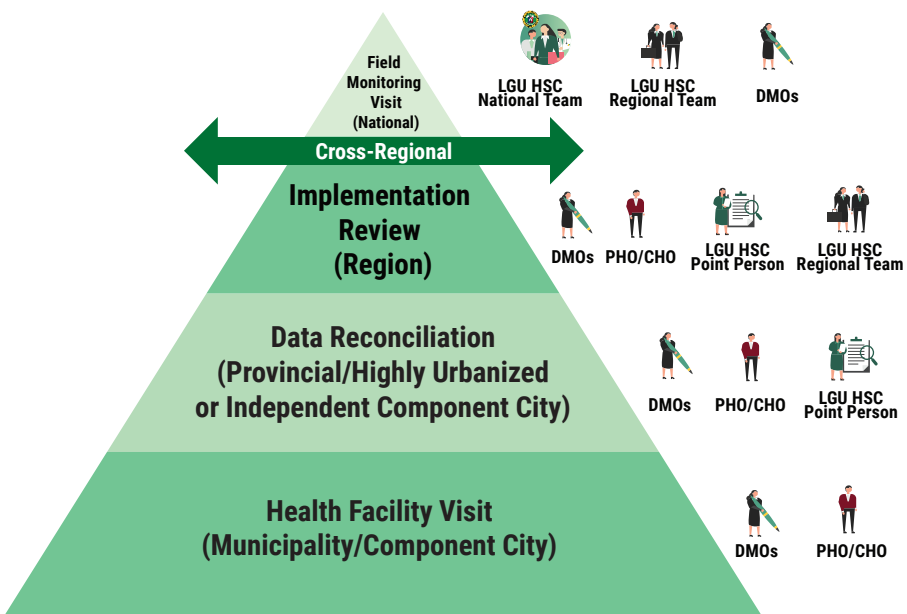 Field
Monitoring
Visit
(National)
LGU HSC
National Team
LGU HSC
Regional Team
DMOs
Cross-Regional
Implementation
Review
(Region)
DMOs
PHO/CHO
LGU HSC
Point Person
LGU HSC
Regional Team
Data Reconciliation
(Provincial/Highly Urbanized
or Independent Component City)
DMOs
PHO/CHO
LGU HSC
Point Person
Health Facility Visit
(Municipality/Component City)
DMOs
PHO/CHO